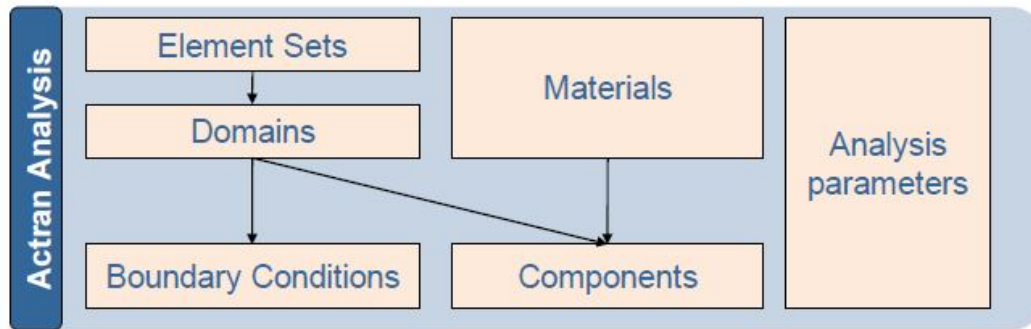 Actran Analysis
Element Sets
Domains
Boundary Conditions
Materials
Components
Analysis
parameters